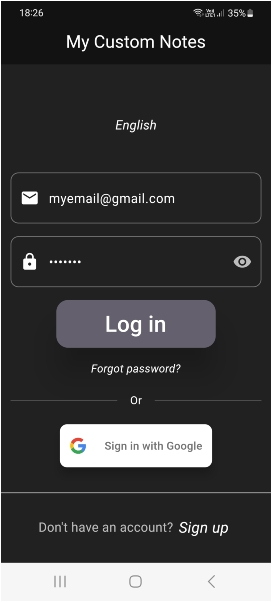 18:26 35%
My Custom Notes
English
myemail@gmail.com
•••••••
Log in
Forgot password?
Or
Sign in with Google
Don't have an account? Sign up